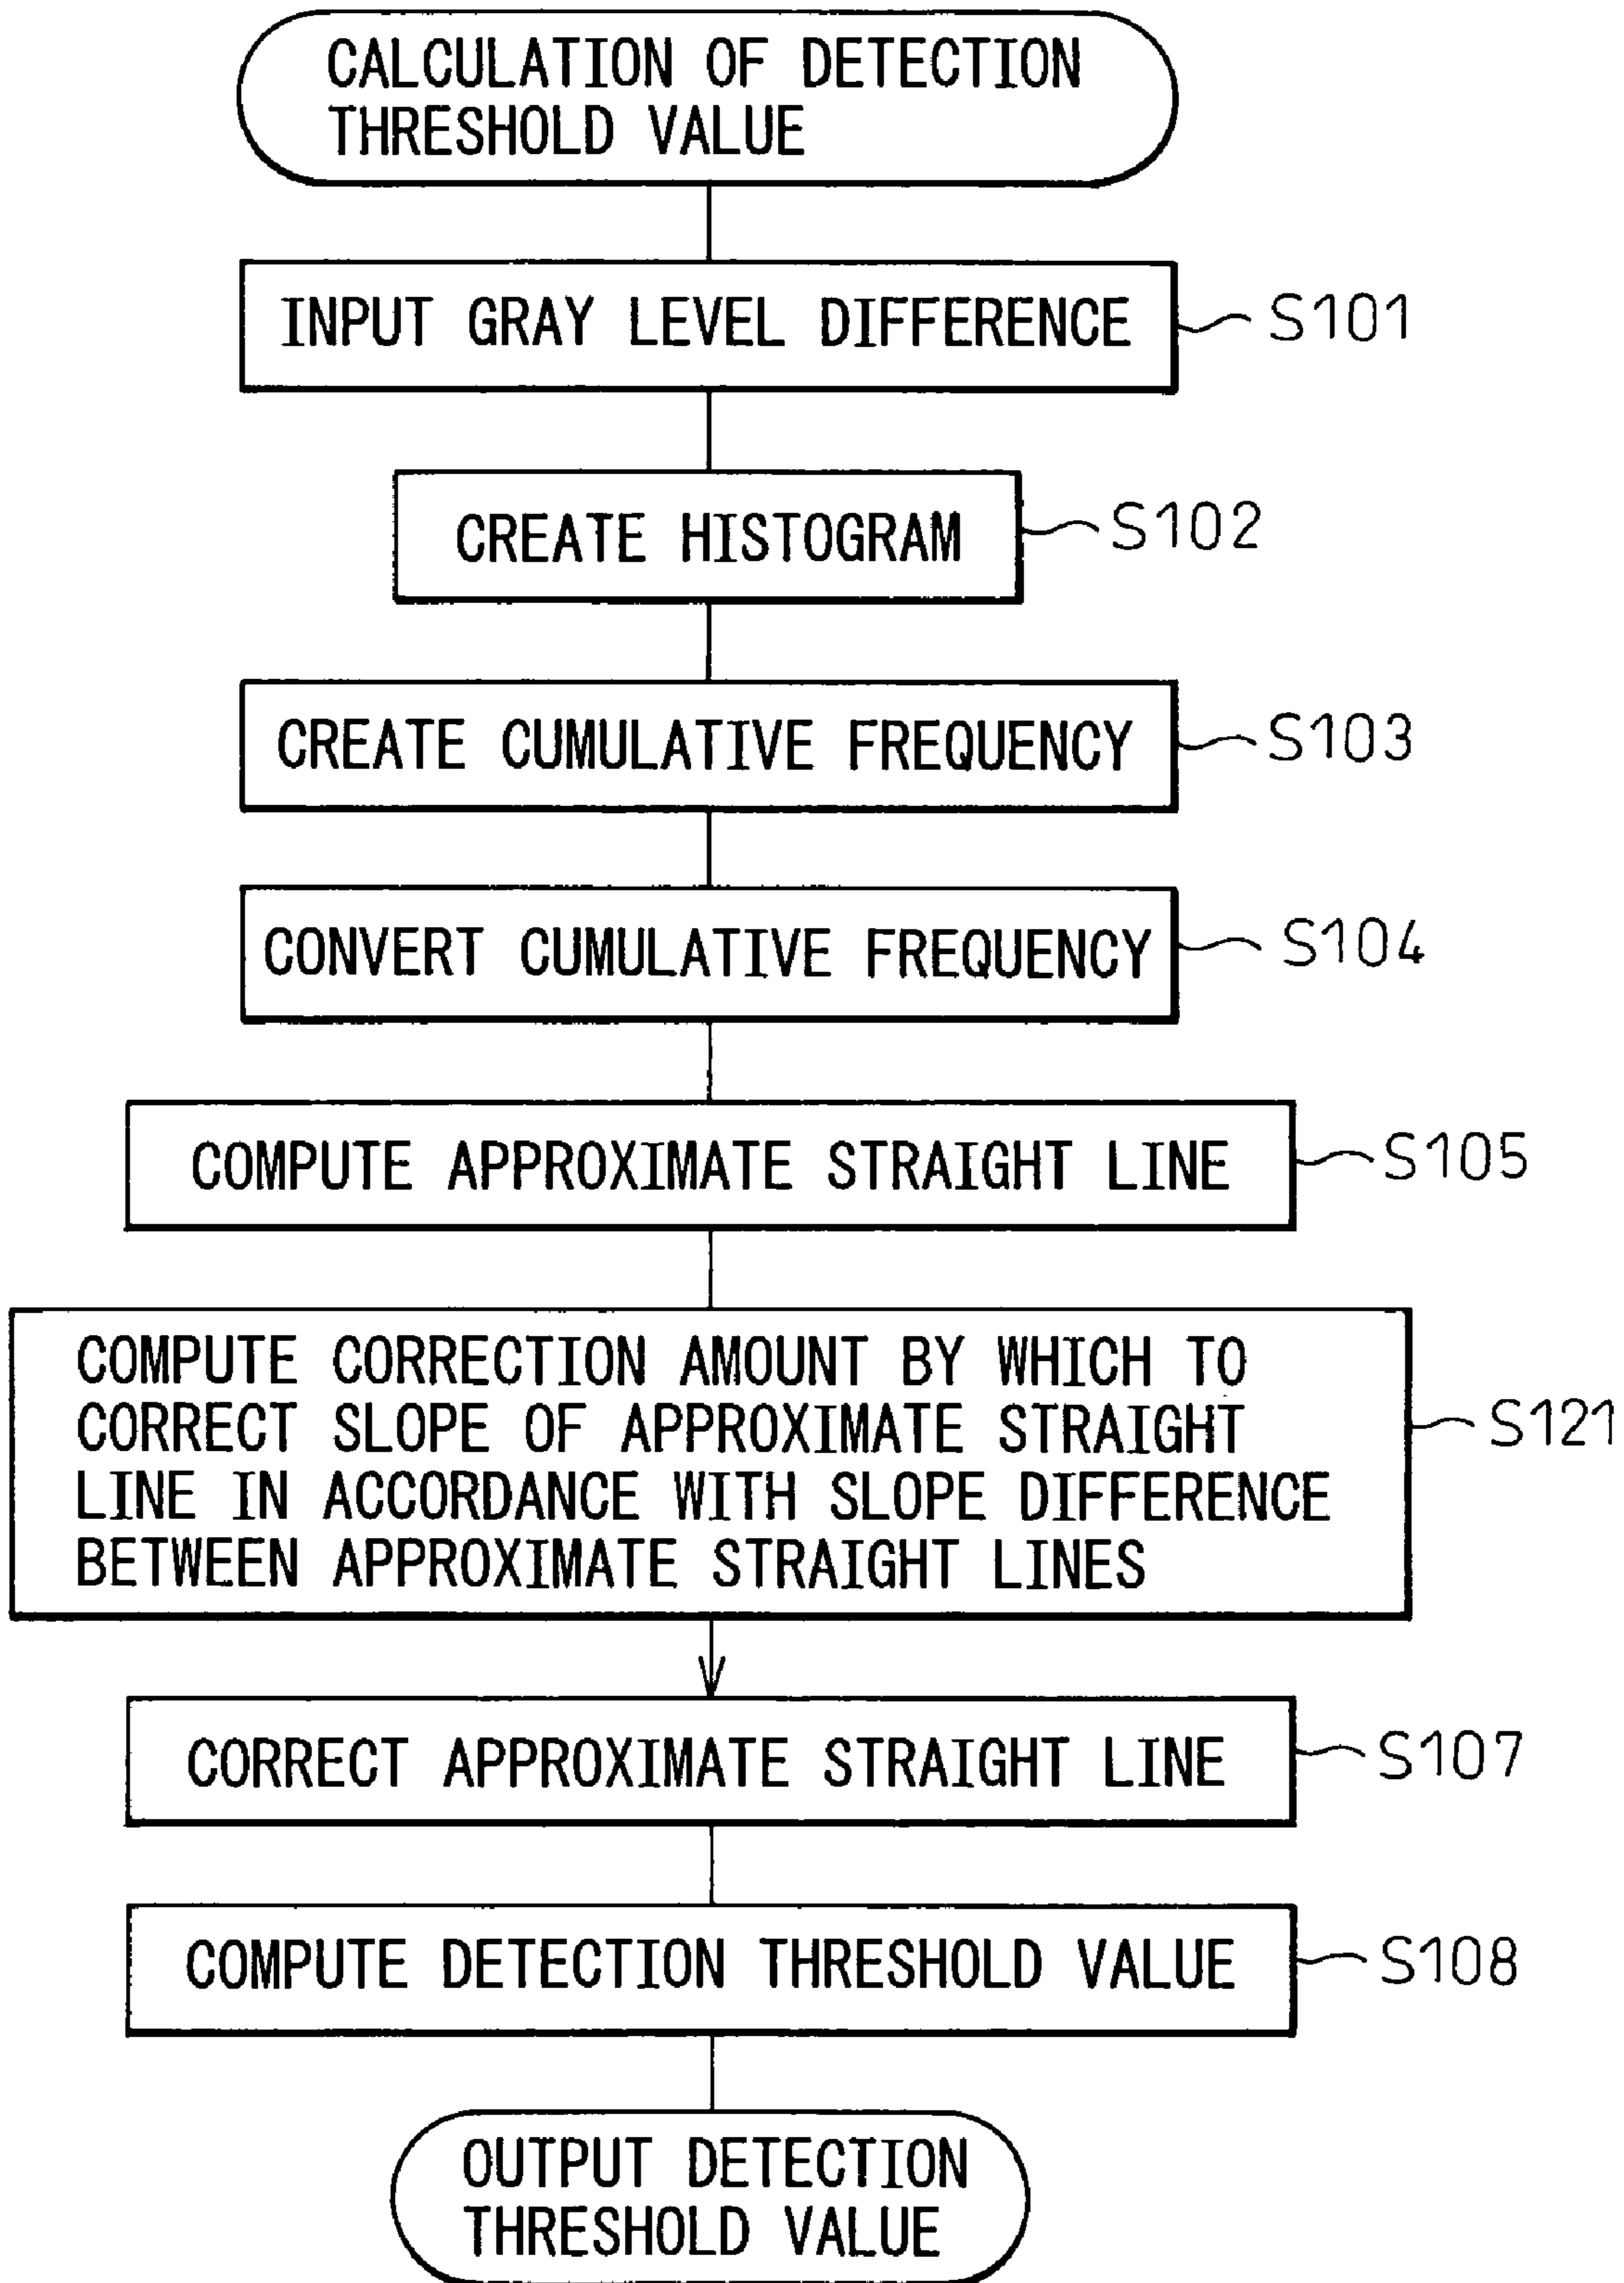 CALCULATION OF DETECTION
THRESHOLD VALUE
INPUT GRAY LEVEL DIFFERENCE
S101
CREATE HISTOGRAM
S102
CREATE CUMULATIVE FREQUENCY
S103
CONVERT CUMULATIVE FREQUENCY
S104
COMPUTE APPROXIMATE STRAIGHT LINE
S105
COMPUTE CORRECTION AMOUNT BY WHICH TO
CORRECT SLOPE OF APPROXIMATE STRAIGHT
LINE IN ACCORDANCE WITH SLOPE DIFFERENCE
BETWEEN APPROXIMATE STRAIGHT LINES
S121
CORRECT APPROXIMATE STRAIGHT LINE
S107
COMPUTE DETECTION THRESHOLD VALUE
S108
OUTPUT DETECTION
THRESHOLD VALUE